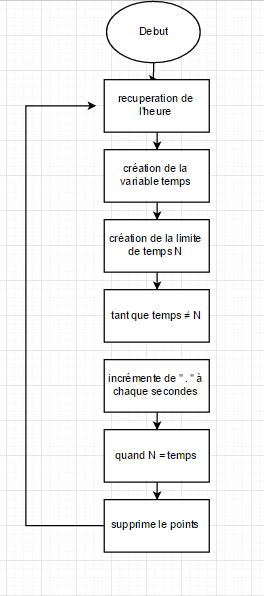 Debut
recuperation de
l'heure
création de la
variable temps
création de la limite
de temps N
tant que temps ≠ N
incrémente de " . " à
chaque secondes
quand N = temps
supprime le points